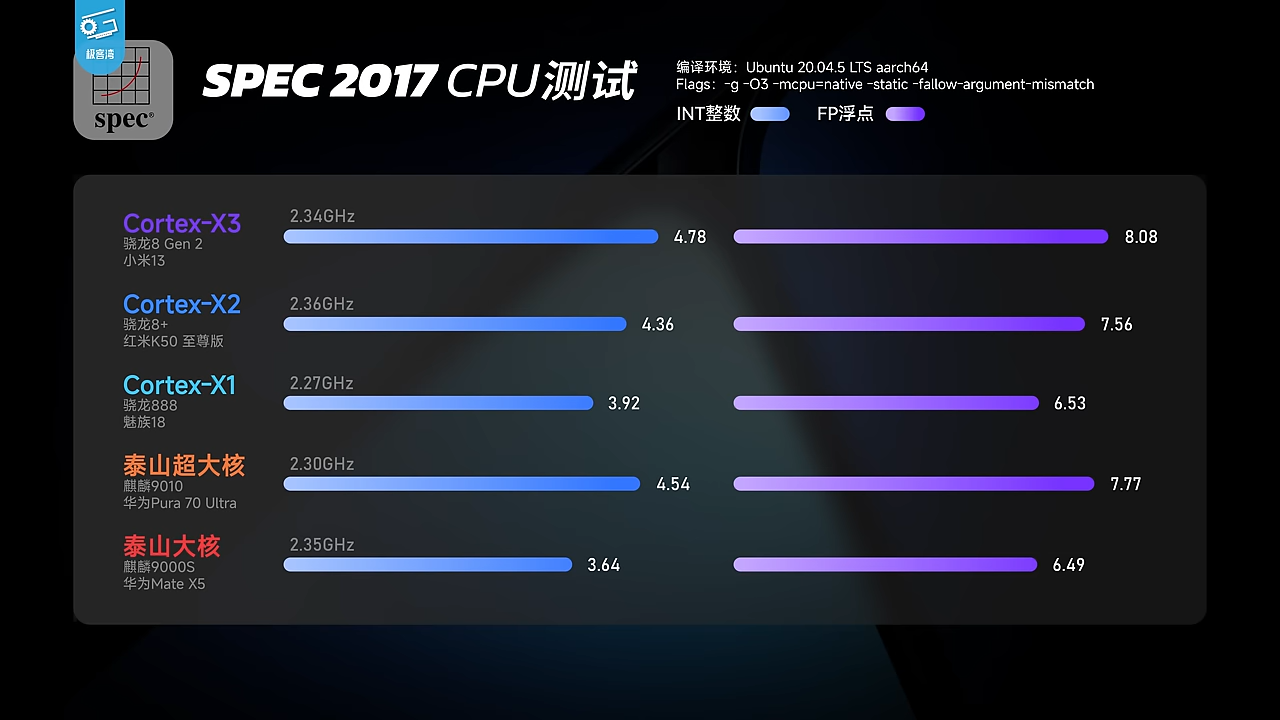 极客湾
spec®
SPEC 2017 CPU测试
编译环境：Ubuntu 20.04.5 LTS aarch64
Flags：-g -O3 -mcpu=native -static -fallow-argument-mismatch
INT整数 FP浮点
Cortex-X3
骁龙8 Gen 2
小米13
2.34GHz
4.78 8.08
Cortex-X2
骁龙8+
红米K50 至尊版
2.36GHz
4.36 7.56
Cortex-X1
骁龙888
魅族18
2.27GHz
3.92 6.53
泰山超大核
麒麟9010
华为Pura 70 Ultra
2.30GHz
4.54 7.77
泰山大核
麒麟9000S
华为Mate X5
2.35GHz
3.64 6.49